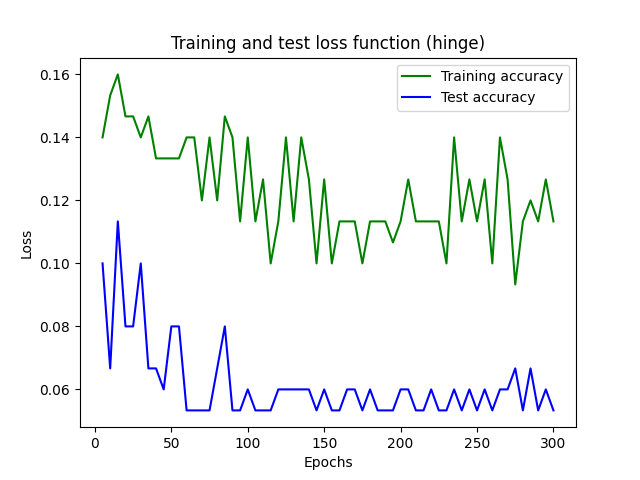 Training and test loss function (hinge)
Training accuracy
Test accuracy
0.16
0.14
0.12
0.10
0.08
0.06
Loss
0 50 100 150 200 250 300
Epochs